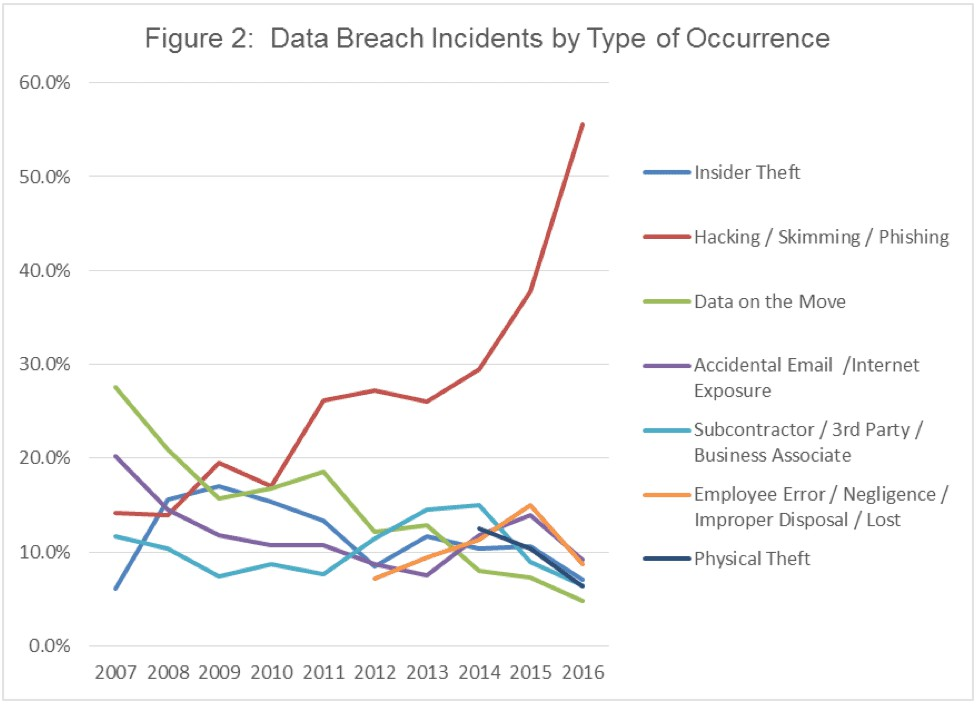 Figure 2:  Data Breach Incidents by Type of Occurrence
60.0%
50.0%
40.0%
30.0%
20.0%
10.0%
0.0%
2007 2008 2009 2010 2011 2012 2013 2014 2015 2016
Insider Theft
Hacking / Skimming / Phishing
Data on the Move
Accidental Email  /Internet
Exposure
Subcontractor / 3rd Party /
Business Associate
Employee Error / Negligence /
Improper Disposal / Lost
Physical Theft